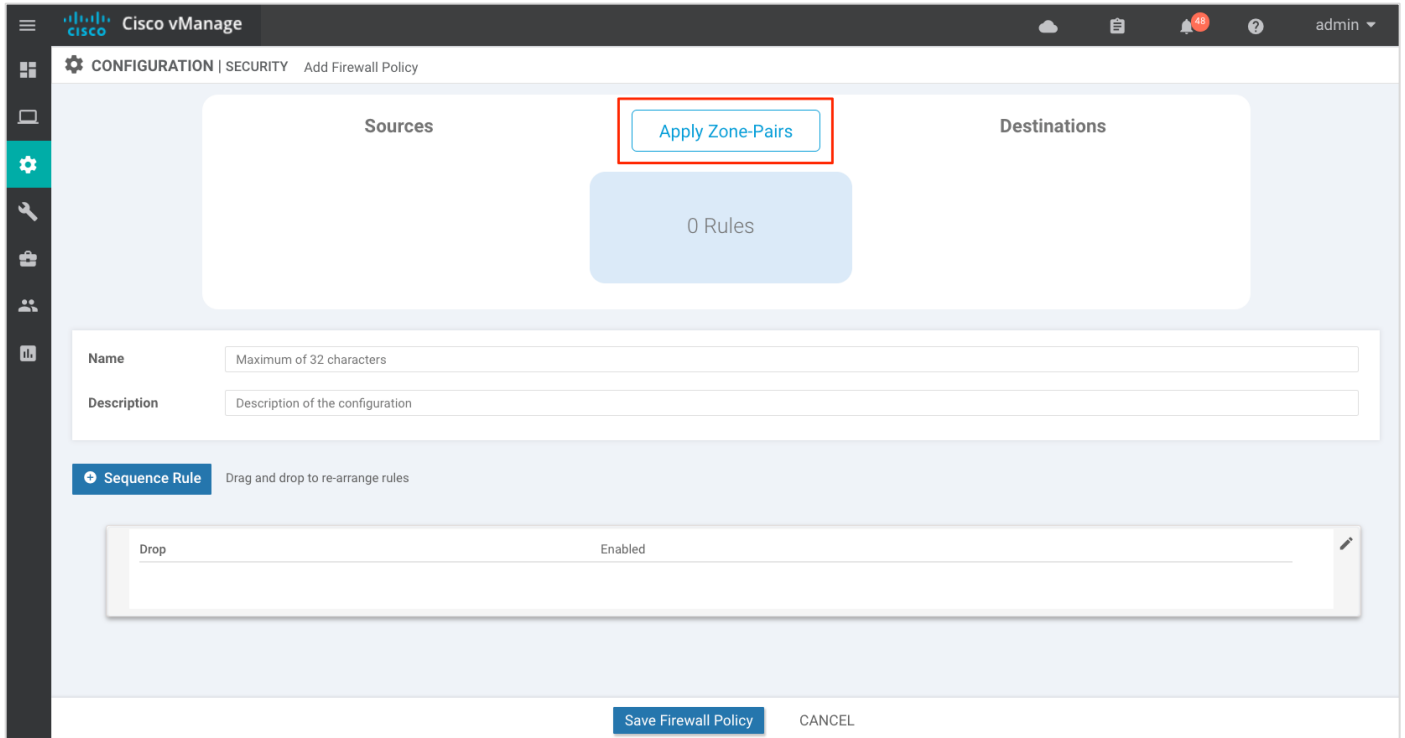 cisco Cisco vManage 48 admin
CONFIGURATION | SECURITY Add Firewall Policy
Sources Apply Zone-Pairs Destinations
0 Rules
Name Maximum of 32 characters
Description Description of the configuration
Sequence Rule Drag and drop to re-arrange rules
Drop Enabled
Save Firewall Policy CANCEL